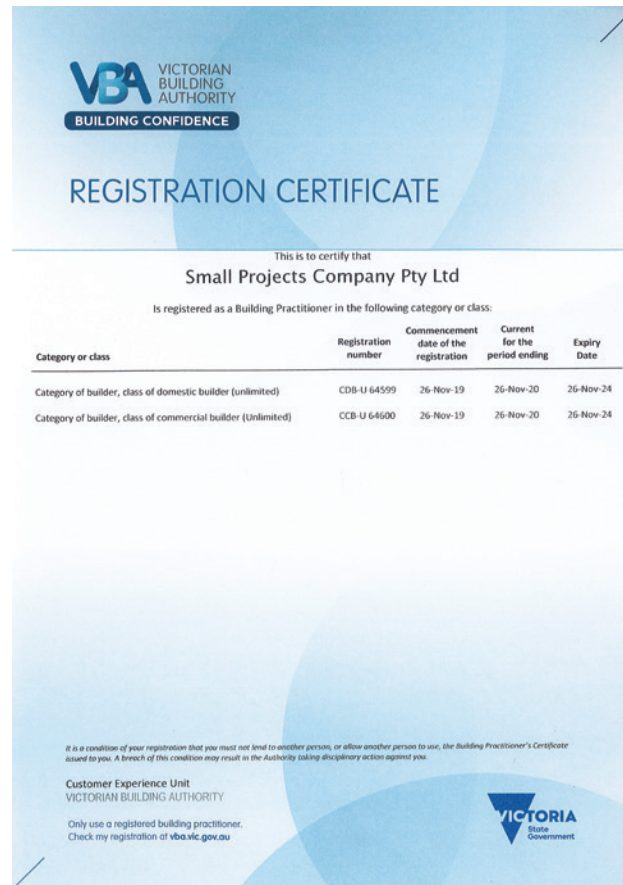 VBA VICTORIAN
BUILDING
AUTHORITY
BUILDING CONFIDENCE
REGISTRATION CERTIFICATE
This is to certify that
Small Projects Company Pty Ltd
Is registered as a Building Practitioner in the following category or class:
Category or class Registration number Commencement date of the registration Current for the period ending Expiry Date
Category of builder, class of domestic builder (unlimited) CDB-U 64599 26-Nov-19 26-Nov-20 26-Nov-24
Category of builder, class of commercial builder (Unlimited) CCB-U 64600 26-Nov-19 26-Nov-20 26-Nov-24
It is a condition of your registration that you must not lend to another person, or allow another person to use, the Building Practitioner's Certificate
issued to you. A breach of this condition may result in the Authority taking disciplinary action against you.
Customer Experience Unit
VICTORIAN BUILDING AUTHORITY
Only use a registered building practitioner.
Check my registration at vba.vic.gov.au
VICTORIA
State
Government